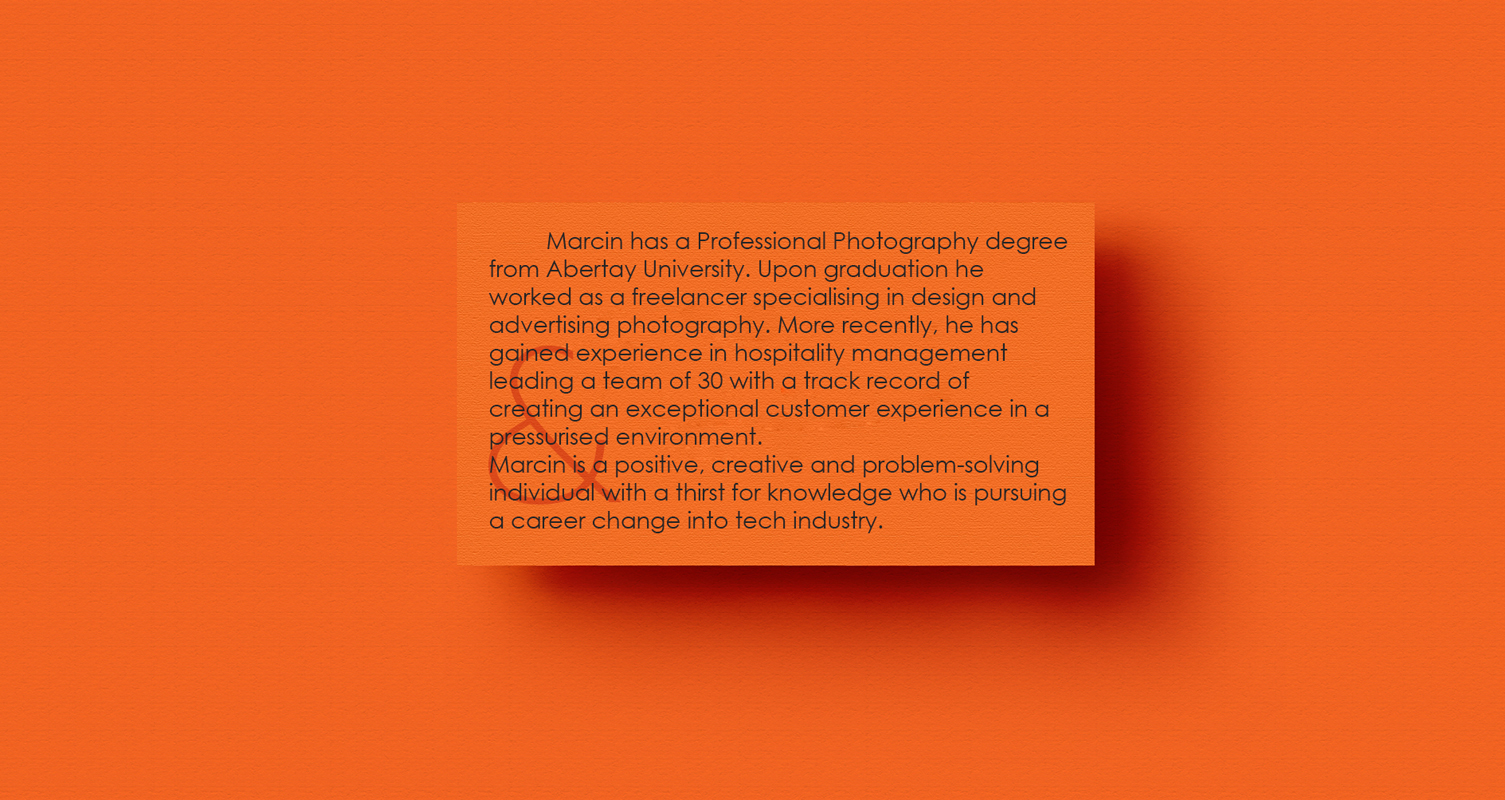 Marcin has a Professional Photography degree
from Abertay University. Upon graduation he
worked as a freelancer specialising in design and
advertising photography. More recently, he has
gained experience in hospitality management
leading a team of 30 with a track record of
creating an exceptional customer experience in a
pressurised environment.
Marcin is a positive, creative and problem-solving
individual with a thirst for knowledge who is pursuing
a career change into tech industry.
&